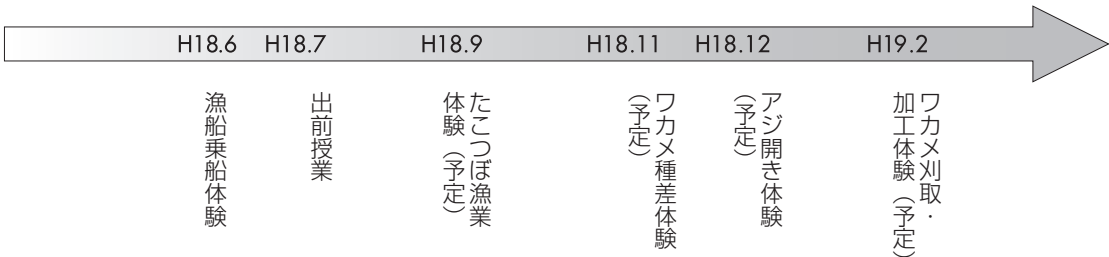 H18.6 H18.7 H18.9 H18.11 H18.12 H19.2
漁船乗船体験
出前授業
たこつぼ漁業
体験（予定）
ワカメ種差体験
（予定）
アジ開き体験
（予定）
ワカメ刈取・
加工体験（予定）